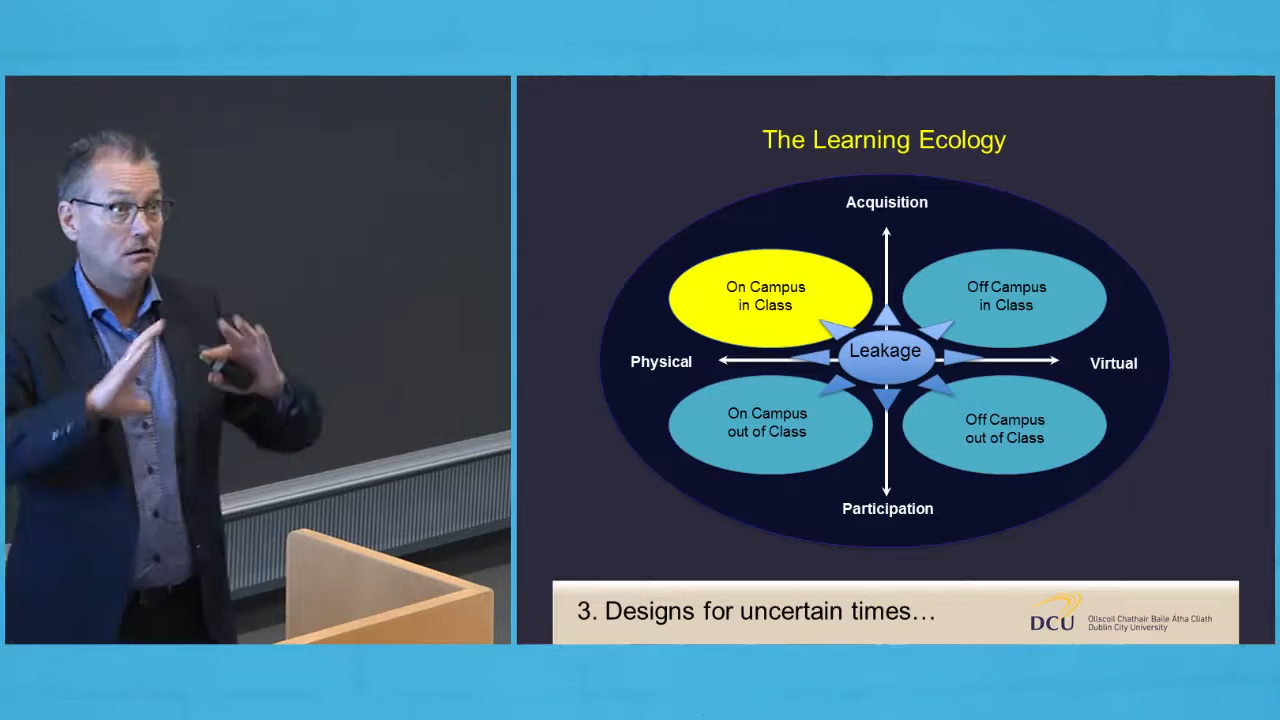 The Learning Ecology
Acquisition
On Campus
in Class
Off Campus
in Class
Leakage
Physical
Virtual
On Campus
out of Class
Off Campus
out of Class
Participation
3. Designs for uncertain times…
DCU
Ollscoil Chathair Baile Átha Cliath
Dublin City University